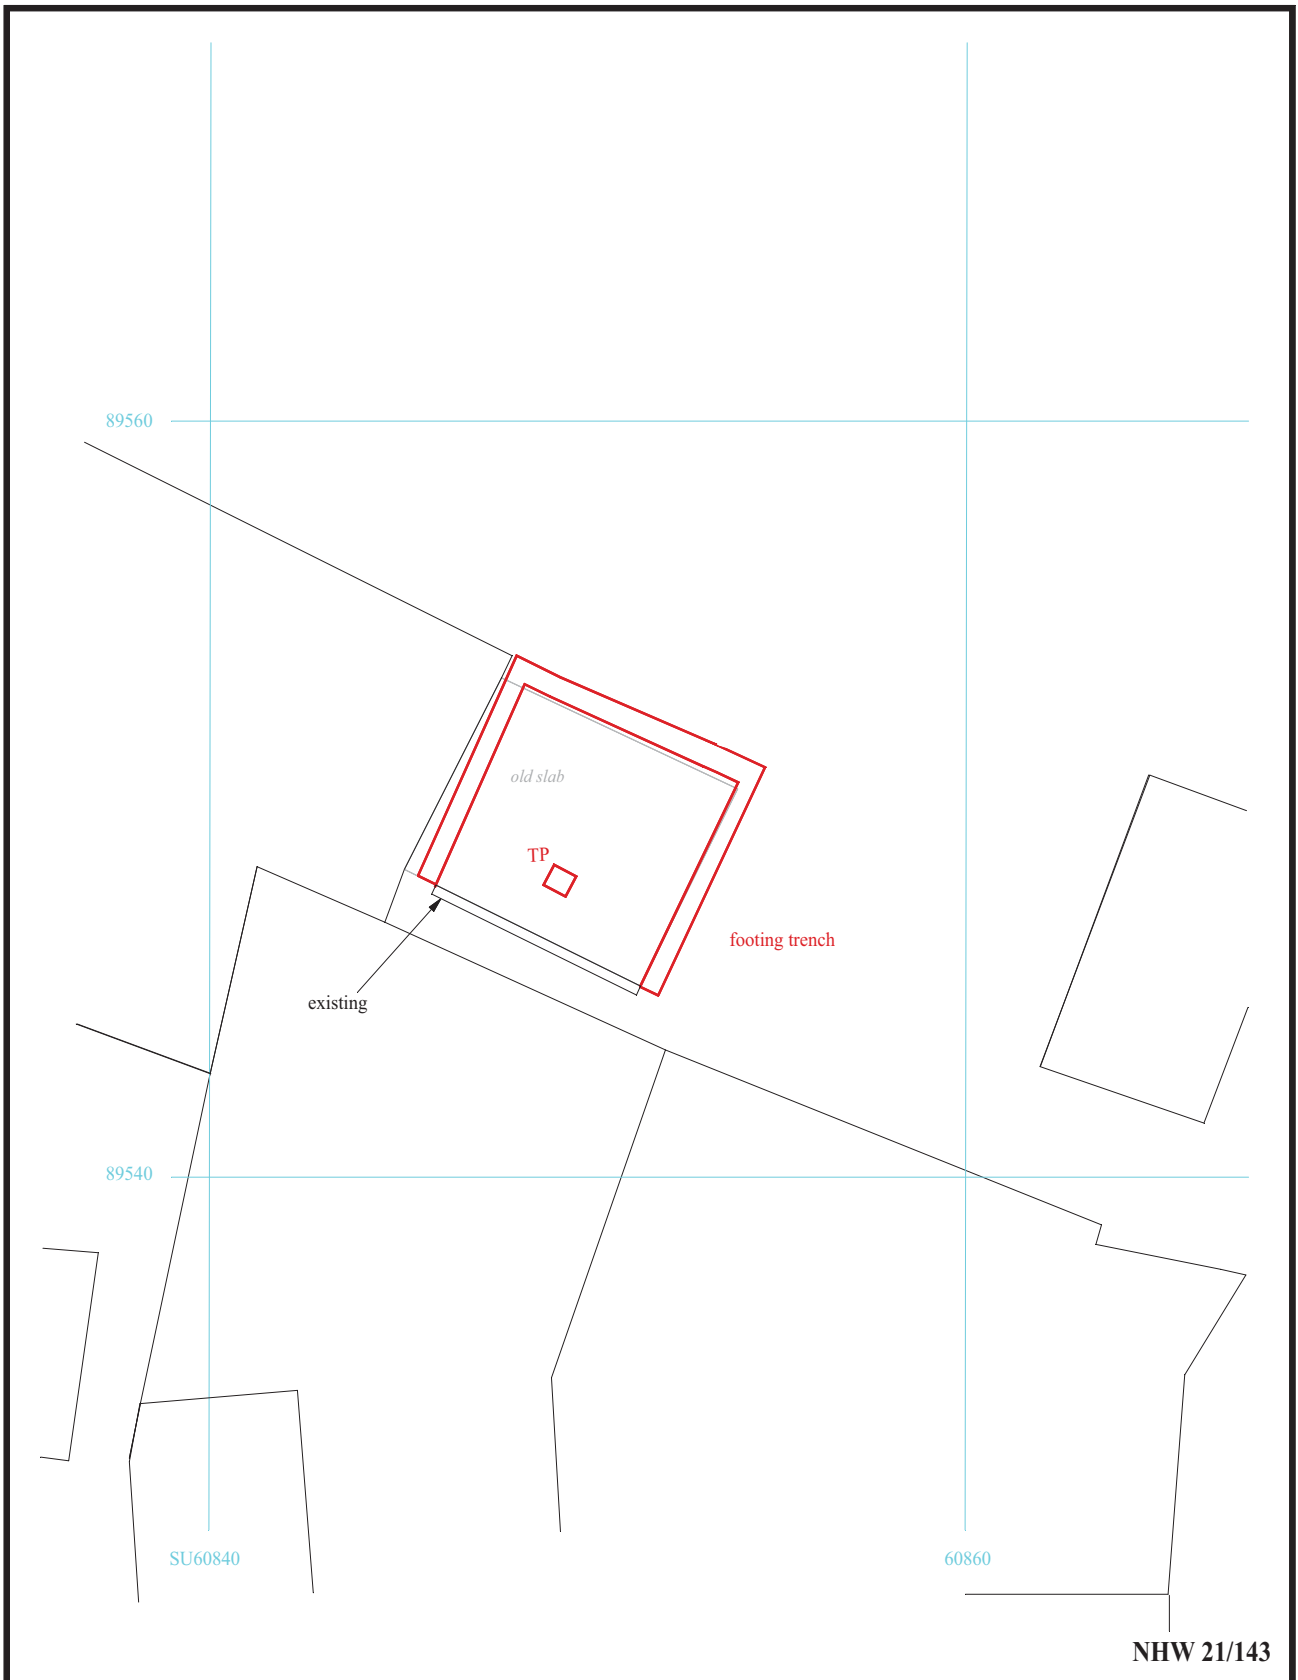 89560
old slab
TP
footing trench
existing
89540
SU60840
60860
NHW 21/143